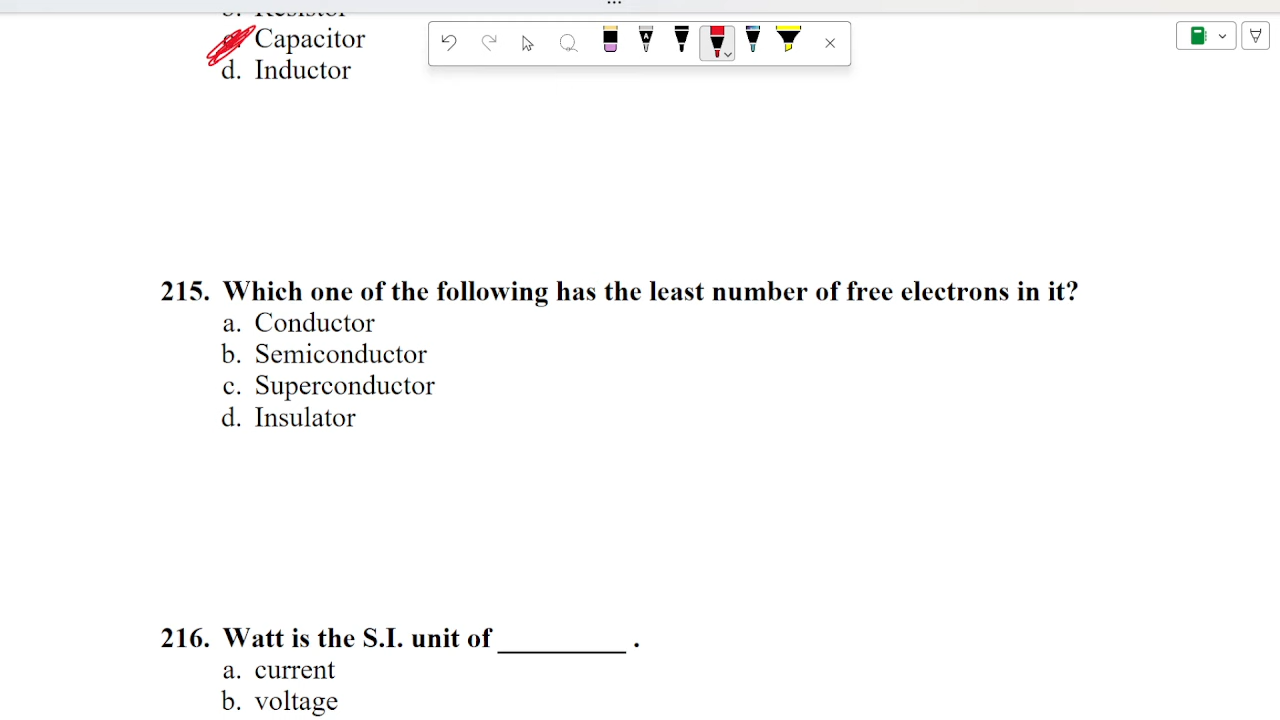 Capacitor
d. Inductor
215. Which one of the following has the least number of free electrons in it?
a. Conductor
b. Semiconductor
c. Superconductor
d. Insulator
216. Watt is the S.I. unit of _________ .
a. current
b. voltage